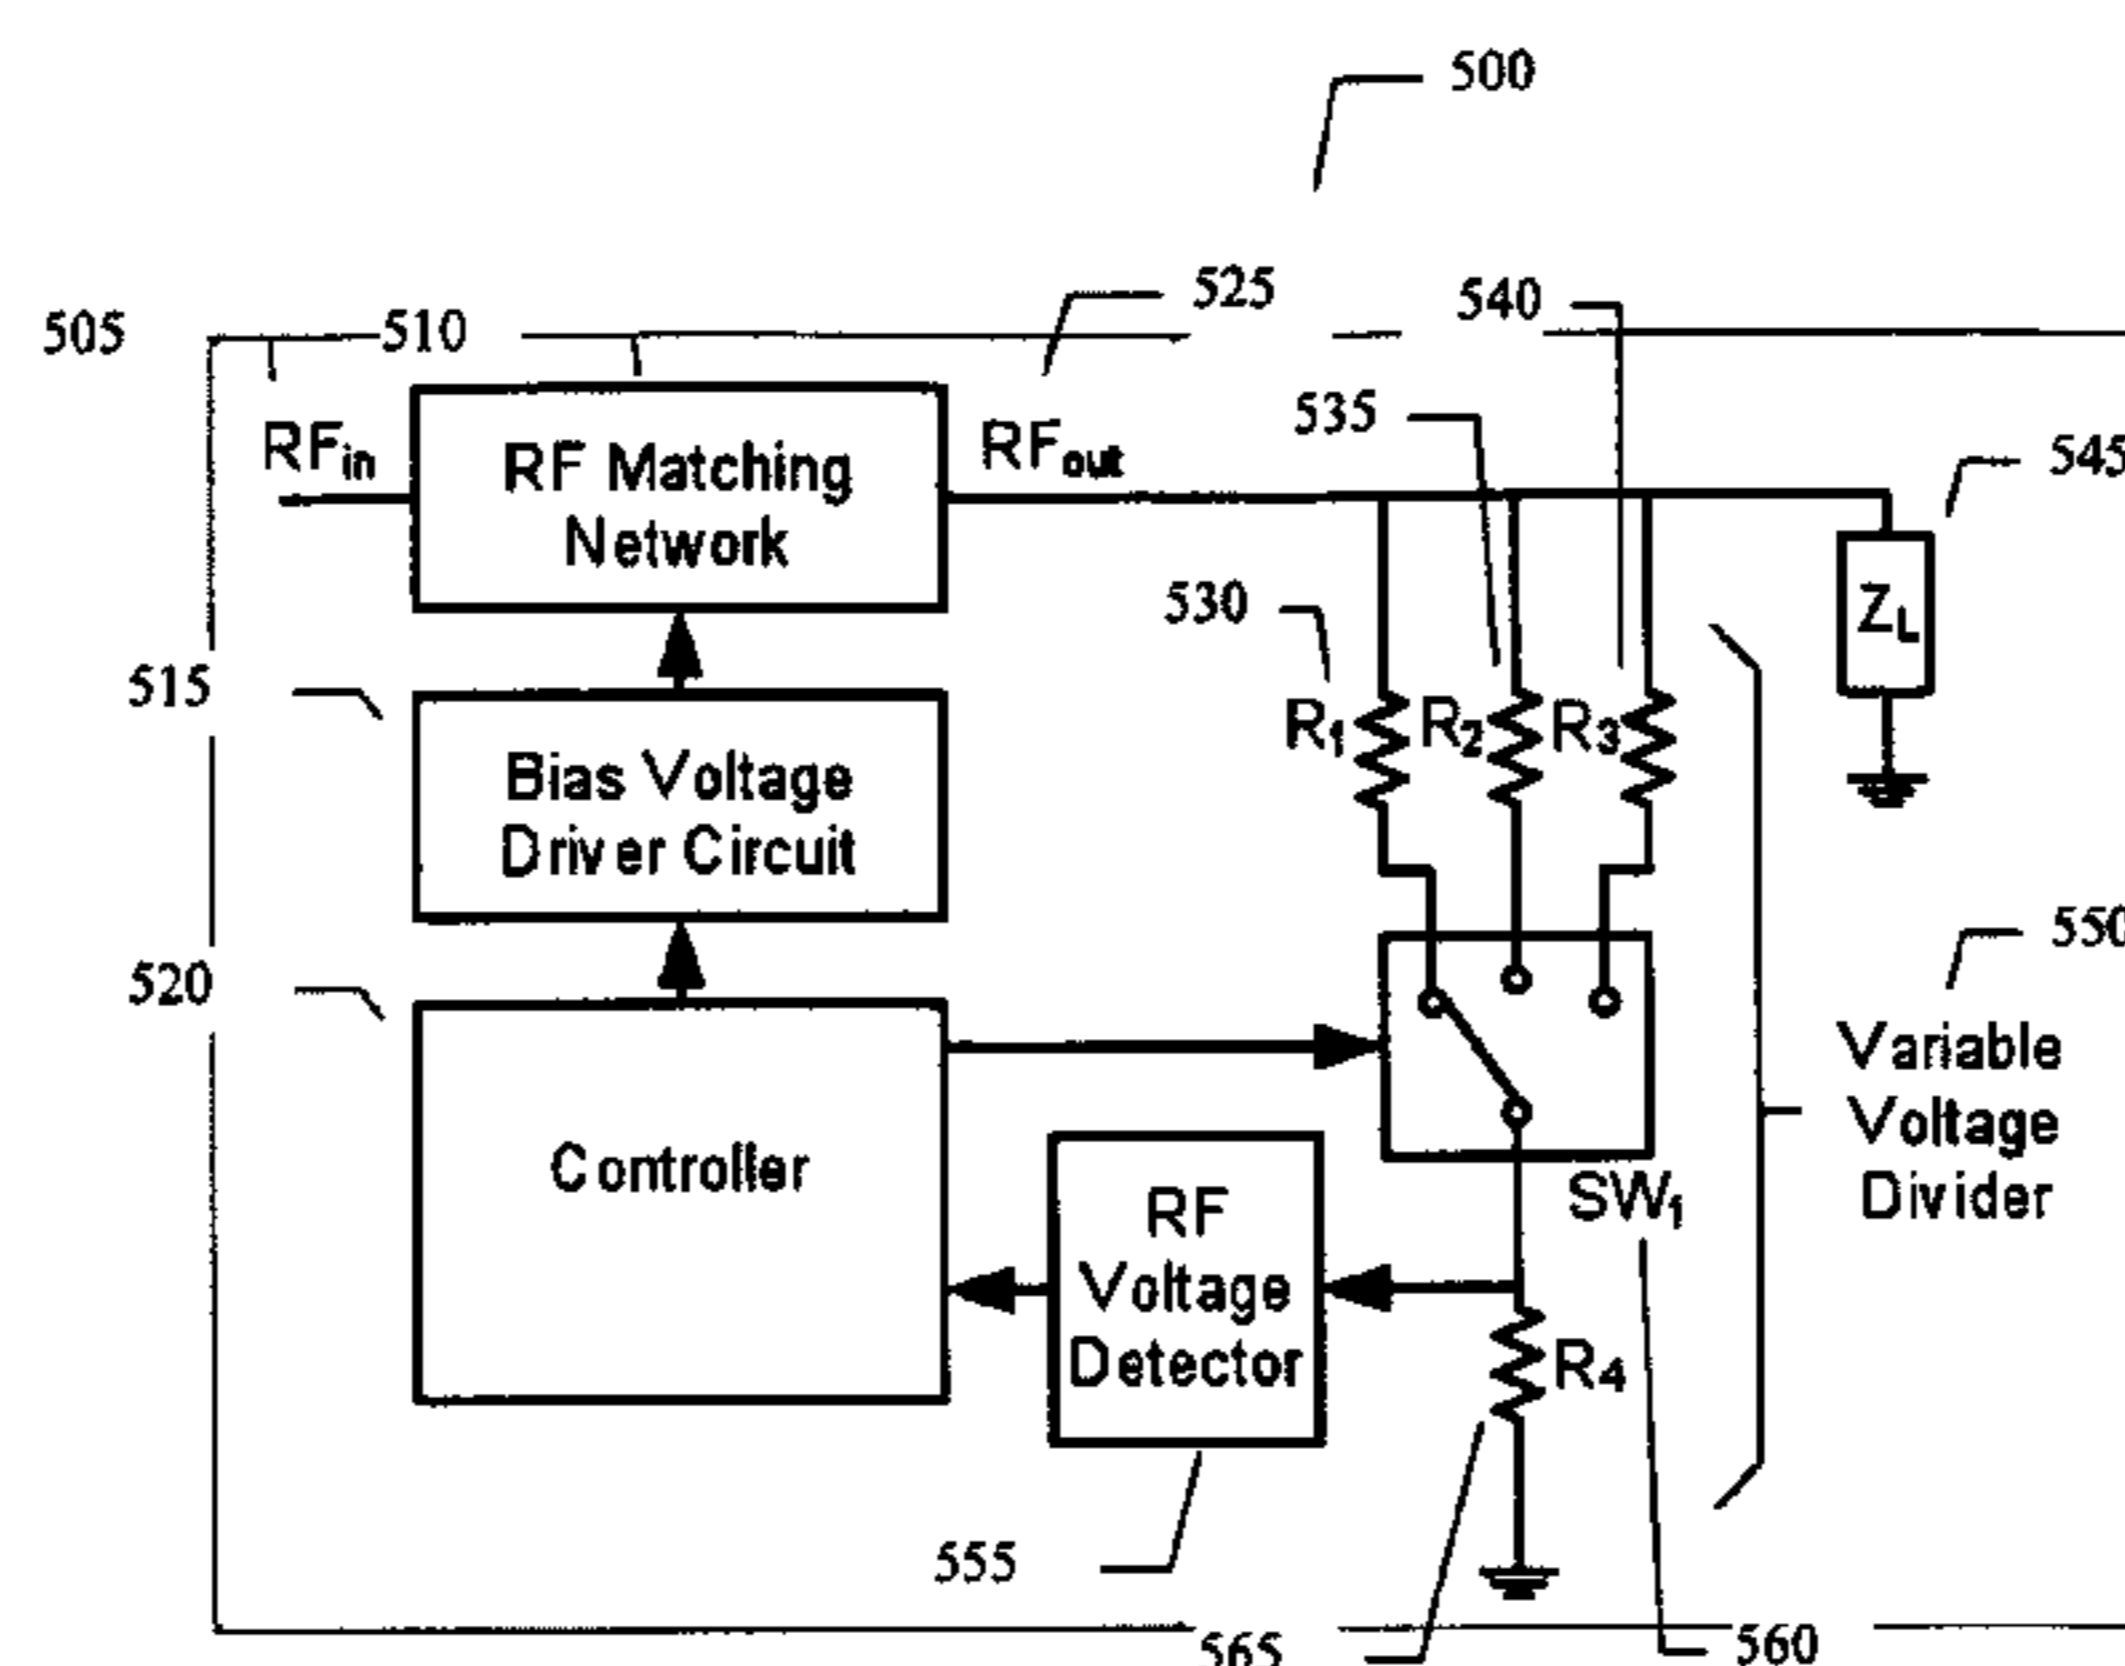 500
525
540
505
510
535
RFin
RF Matching
Network
RFout
545
530
ZL
515
R1
R2
R3
Bias Voltage
Driver Circuit
550
520
Variable
Voltage
Divider
Controller
SW1
RF
Voltage
Detector
R4
555
565
560